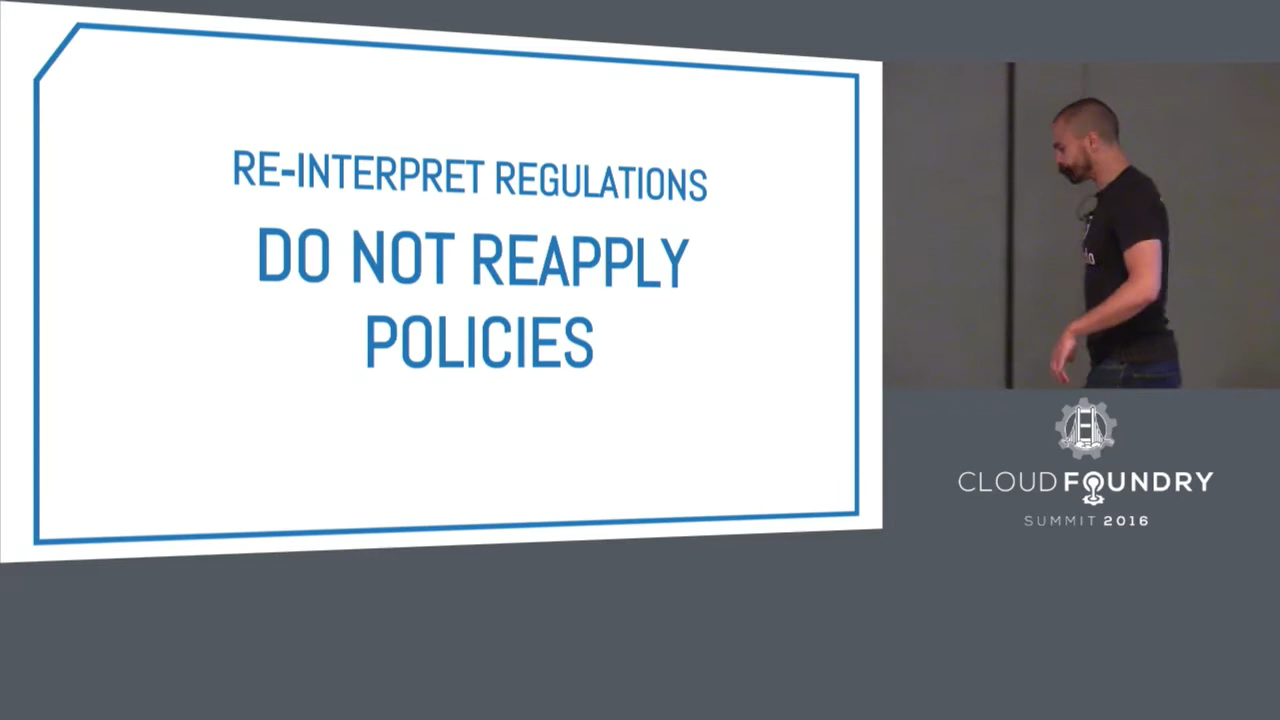 RE-INTERPRET REGULATIONS
DO NOT REAPPLY
POLICIES
CLOUD FOUNDRY
SUMMIT 2016